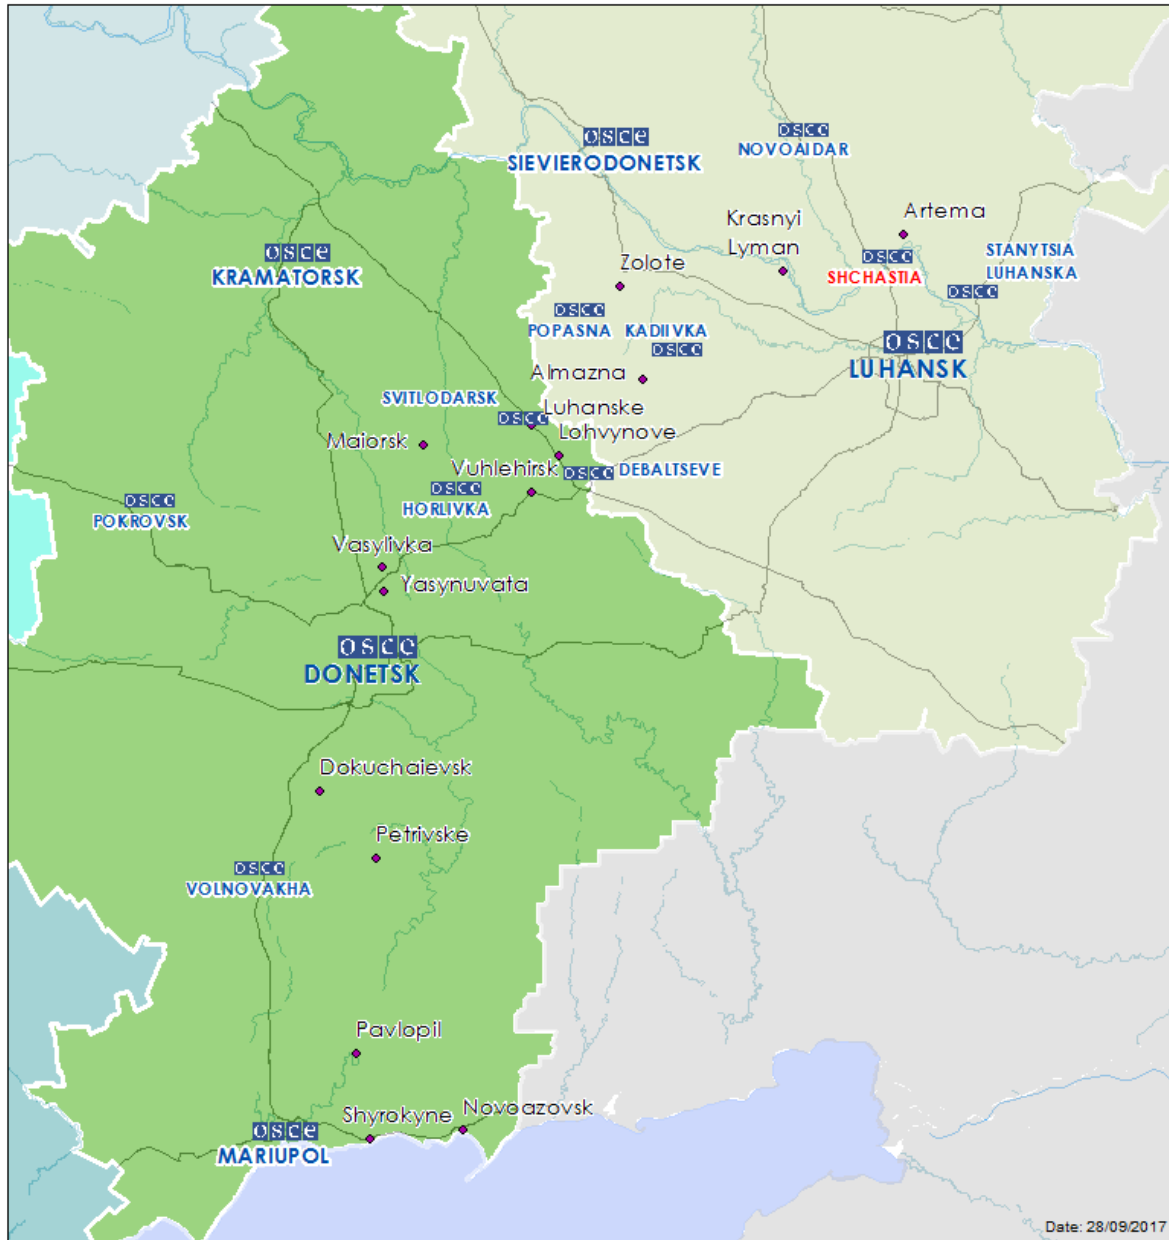 OSCE
SIEVIERODONETSK
OSCE
NOVOAIDAR
Krasnyi
Lyman
Artema
OSCE
KRAMATORSK
Zolote
OSCE
SHCHASTIA
STANYTSIA
LUHANSKA
OSCE
OSCE
POPASNA
KADIIVKA
OSCE
OSCE
LUHANSK
Almazna
SVITLODARSK
OSCE
Luhanske
Lohvynove
Maiorsk
Vuhlehirsk
OSCE
DEBALTSEVE
OSCE
HORLIVKA
OSCE
POKROVSK
Vasylivka
Yasynuvata
OSCE
DONETSK
Dokuchaievsk
Petrivske
OSCE
VOLNOVAKHA
Pavlopil
Shyrokyne
Novoazovsk
OSCE
MARIUPOL
Date: 28/09/2017